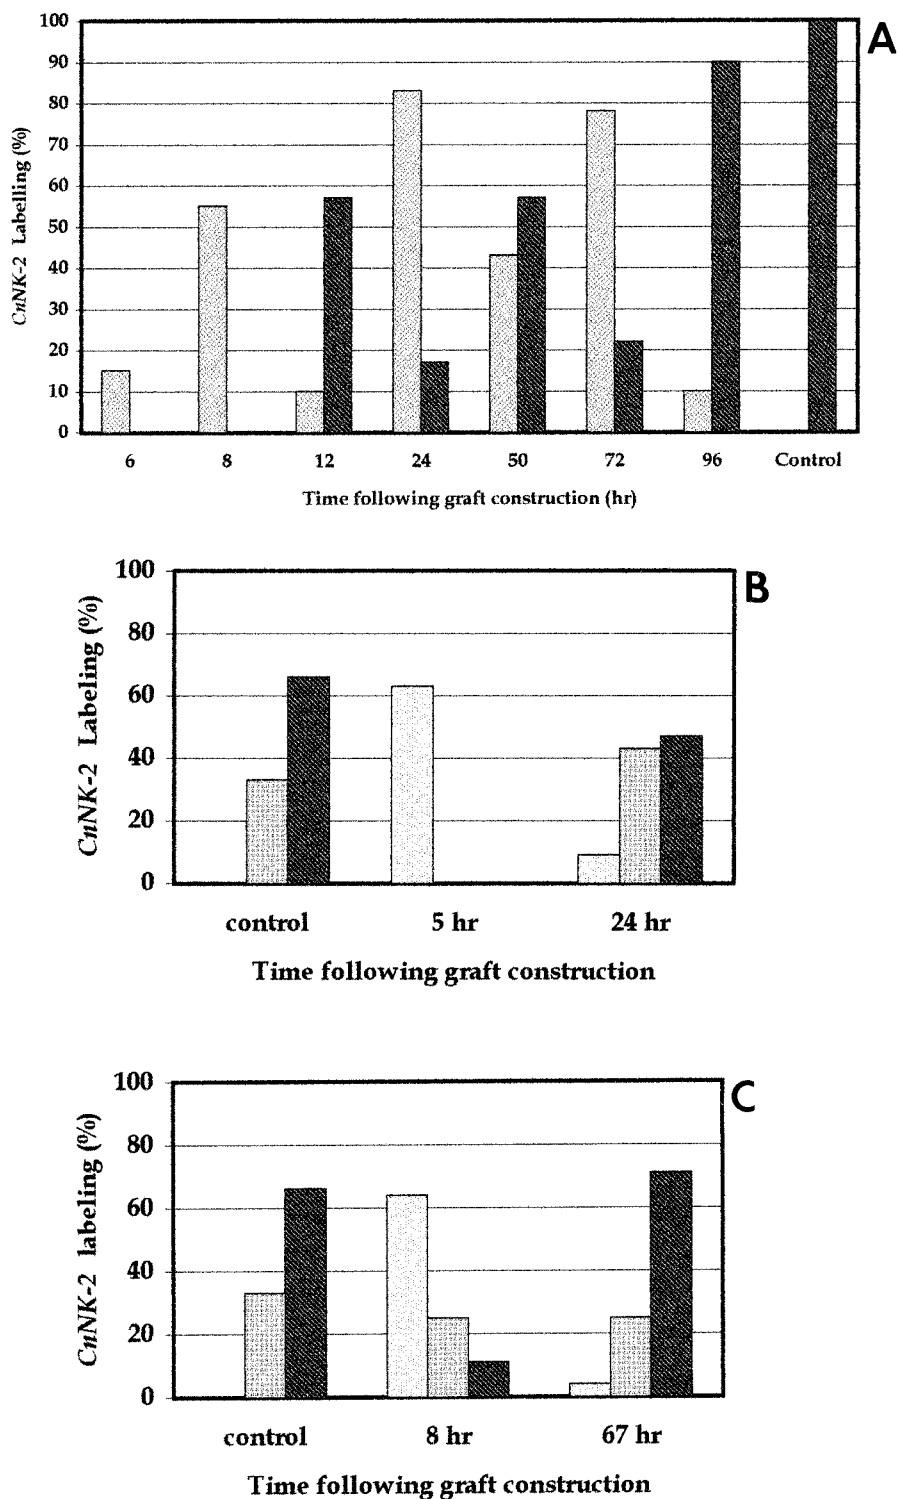 A
100
90
80
70
60
50
40
30
20
10
0
CnNK-2 Labelling (%)
6 8 12 24 50 72 96 Control
Time following graft construction (hr)
B
100
80
60
40
20
0
CnNK-2 Labeling (%)
control 5 hr 24 hr
Time following graft construction
C
100
80
60
40
20
0
CnNK-2 labeling (%)
control 8 hr 67 hr
Time following graft construction